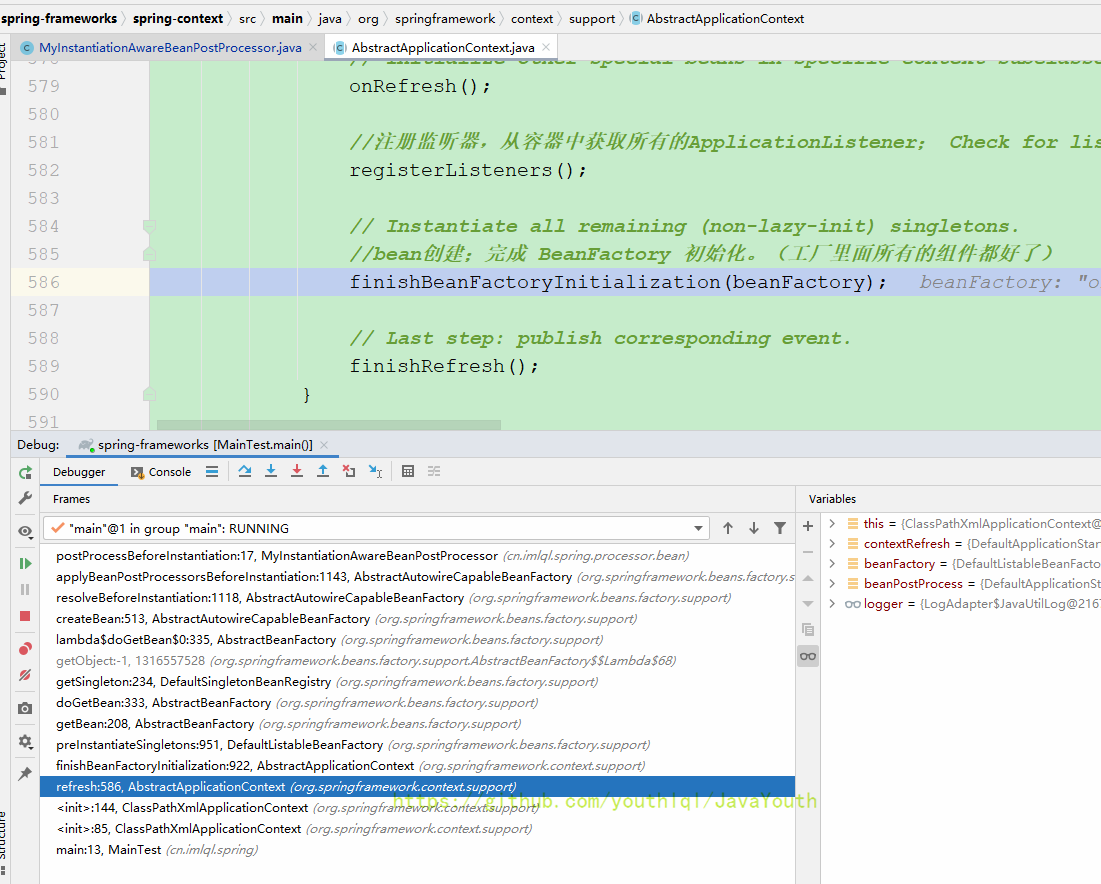 spring-frameworks 〉 spring-context 〉 src 〉 main 〉 java 〉 org 〉 springframework 〉 context 〉 support 〉 AbstractApplicationContext
Project
MyInstantiationAwareBeanPostProcessor.java × AbstractApplicationContext.java ×
// Initialize other special beans in specific context subclasse
579 onRefresh();
580
581 //注册监听器，从容器中获取所有的ApplicationListener； Check for lis
582 registerListeners();
583
584 // Instantiate all remaining (non-lazy-init) singletons.
585 //bean创建；完成 BeanFactory 初始化。（工厂里面所有的组件都好了）
586 finishBeanFactoryInitialization(beanFactory); beanFactory: "o
587
588 // Last step: publish corresponding event.
589 finishRefresh();
590 }
591
Debug: spring-frameworks [MainTest.main()] ×
Debugger Console
Frames
"main"@1 in group "main": RUNNING
postProcessBeforeInstantiation:17, MyInstantiationAwareBeanPostProcessor (cn.imlql.spring.processor.bean)
applyBeanPostProcessorsBeforeInstantiation:1143, AbstractAutowireCapableBeanFactory (org.springframework.beans.factory.s
resolveBeforeInstantiation:1118, AbstractAutowireCapableBeanFactory (org.springframework.beans.factory.support)
createBean:513, AbstractAutowireCapableBeanFactory (org.springframework.beans.factory.support)
lambda$doGetBean$0:335, AbstractBeanFactory (org.springframework.beans.factory.support)
getObject:-1, 1316557528 (org.springframework.beans.factory.support.AbstractBeanFactory$$Lambda$68)
getSingleton:234, DefaultSingletonBeanRegistry (org.springframework.beans.factory.support)
doGetBean:333, AbstractBeanFactory (org.springframework.beans.factory.support)
getBean:208, AbstractBeanFactory (org.springframework.beans.factory.support)
preInstantiateSingletons:951, DefaultListableBeanFactory (org.springframework.beans.factory.support)
finishBeanFactoryInitialization:922, AbstractApplicationContext (org.springframework.context.support)
refresh:586, AbstractApplicationContext (org.springframework.context.support)
<init>:144, ClassPathXmlApplicationContext (org.springframework.context.support)
<init>:85, ClassPathXmlApplicationContext (org.springframework.context.support)
main:13, MainTest (cn.imlql.spring)
Variables
this = {ClassPathXmlApplicationContext@
contextRefresh = {DefaultApplicationStar
beanFactory = {DefaultListableBeanFacto
beanPostProcess = {DefaultApplicationSt
logger = {LogAdapter$JavaUtilLog@2167
https://github.com/youthlql/JavaYouth
Structure